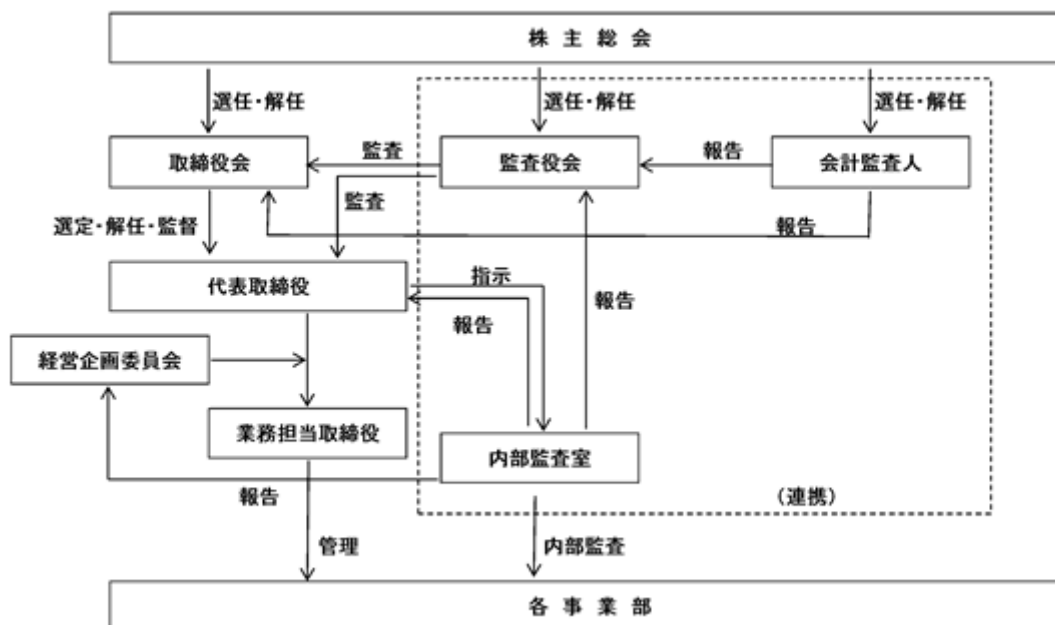 株主総会
選任・解任
選任・解任
選任・解任
取締役会
監査
監査役会
報告
会計監査人
監査
選定・解任・監督
報告
代表取締役
指示
報告
報告
経営企画委員会
業務担当取締役
内部監査室
報告
(連携)
管理
内部監査
各事業部